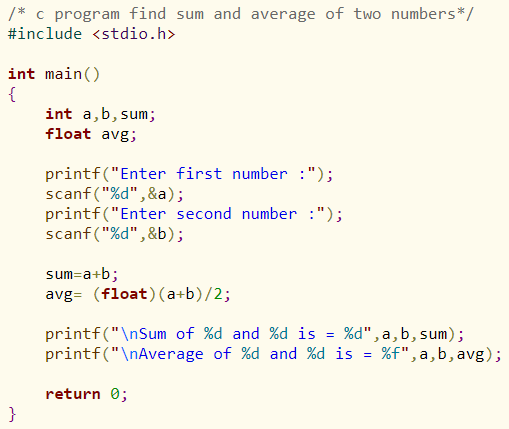 /* c program find sum and average of two numbers*/
#include <stdio.h>
int main()
{
int a,b,sum;
float avg;
printf("Enter first number :");
scanf("%d",&a);
printf("Enter second number :");
scanf("%d",&b);
sum=a+b;
avg= (float)(a+b)/2;
printf("\nSum of %d and %d is = %d",a,b,sum);
printf("\nAverage of %d and %d is = %f",a,b,avg);
return 0;
}